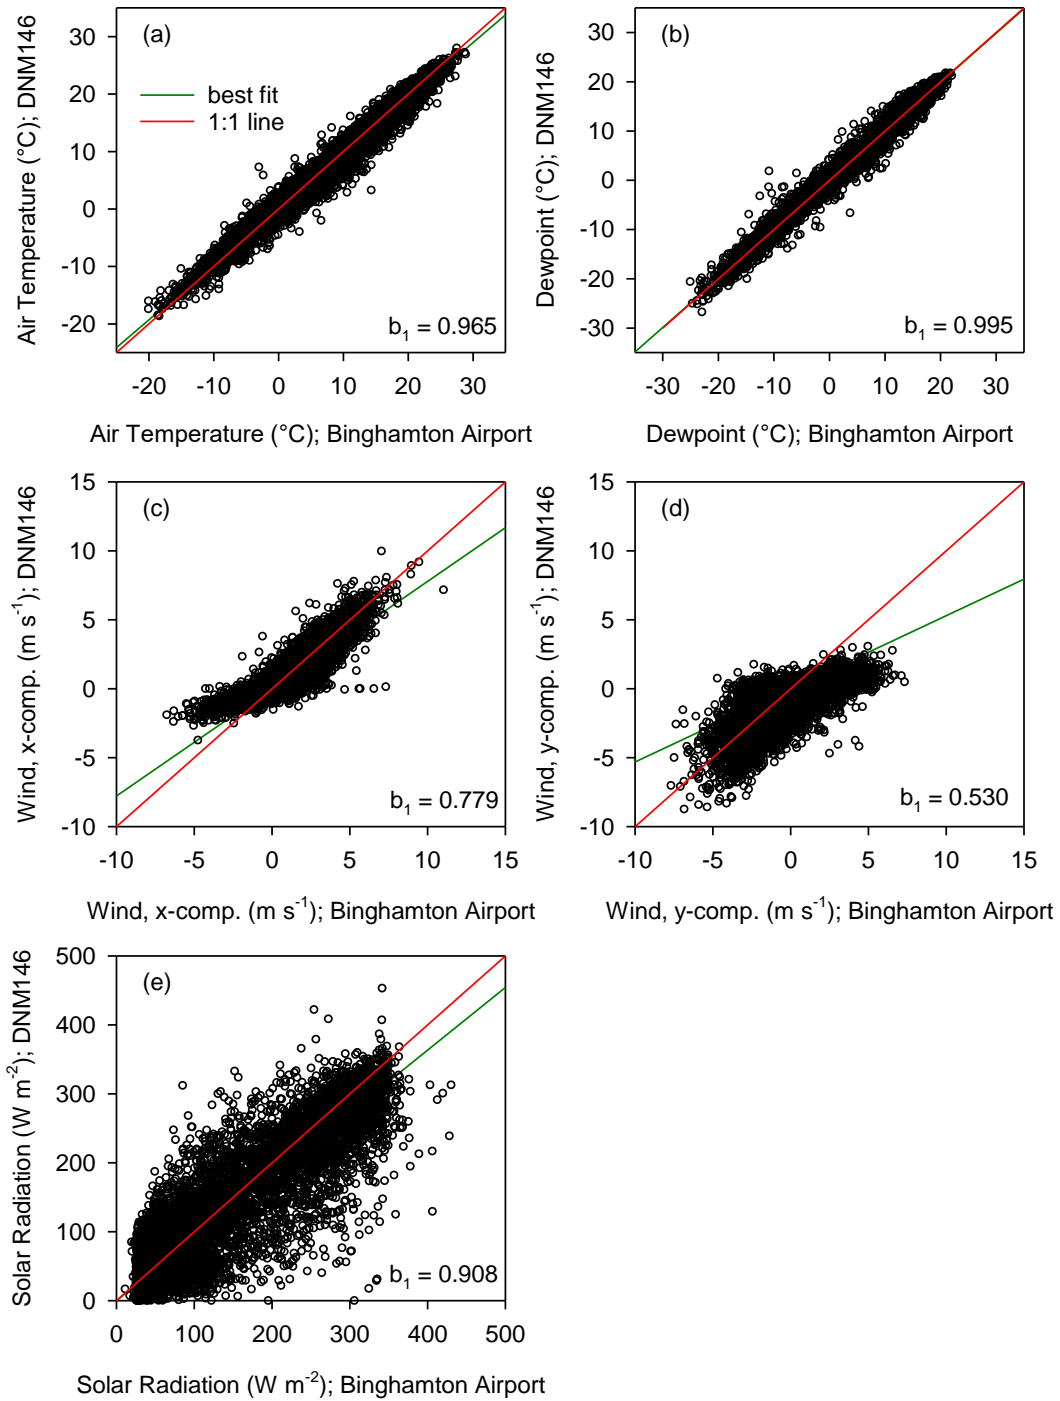 (a)
best fit
1:1 line
b1 = 0.965
30
20
10
0
-10
-20
-20 -10 0 10 20 30
Air Temperature (°C); DNM146
Air Temperature (°C); Binghamton Airport
(b)
b1 = 0.995
30
20
10
0
-10
-20
-30
-30 -20 -10 0 10 20 30
Dewpoint (°C); DNM146
Dewpoint (°C); Binghamton Airport
(c)
b1 = 0.779
15
10
5
0
-5
-10
-10 -5 0 5 10 15
Wind, x-comp. (m s-1); DNM146
Wind, x-comp. (m s-1); Binghamton Airport
(d)
b1 = 0.530
15
10
5
0
-5
-10
-10 -5 0 5 10 15
Wind, y-comp. (m s-1); DNM146
Wind, y-comp. (m s-1); Binghamton Airport
(e)
b1 = 0.908
500
400
300
200
100
0
0 100 200 300 400 500
Solar Radiation (W m-2); DNM146
Solar Radiation (W m-2); Binghamton Airport